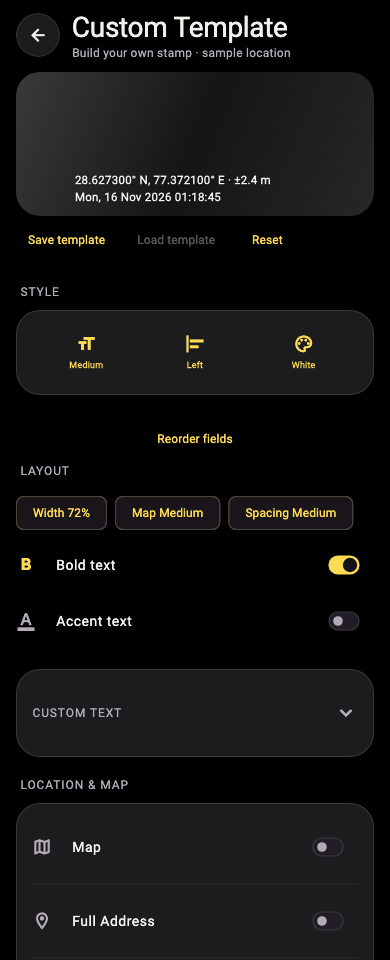 Custom Template
Build your own stamp · sample location
28.627300° N, 77.372100° E · ±2.4 m
Mon, 16 Nov 2026 01:18:45
Save template
Load template
Reset
STYLE
Medium
Left
White
Reorder fields
LAYOUT
Width 72%
Map Medium
Spacing Medium
B
Bold text
A
Accent text
CUSTOM TEXT
LOCATION & MAP
Map
Full Address